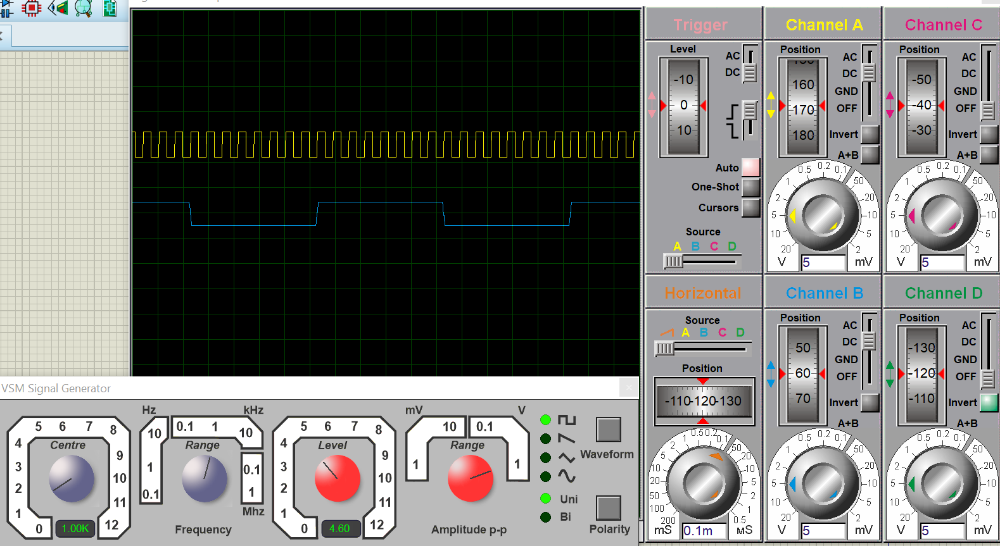 Trigger
Level
AC
DC
-10
0
10
Auto
One-Shot
Cursors
Source
A B C D
Channel A
Position
AC
DC
GND
OFF
160
170
180
Invert
A+B
20 10 5 2 1 0.5 0.2 0.1 50 20 10 5 2
V 5 mV
Channel C
Position
AC
DC
GND
OFF
-50
-40
-30
Invert
A+B
20 10 5 2 1 0.5 0.2 0.1 50 20 10 5 2
V 5 mV
Horizontal
Source
A B C D
Position
-110 -120 -130
200 100 50 20 10 5 2 1 0.5 0.2 0.1 50 20 10 5 2 1 0.5
mS 0.1m µS
Channel B
Position
AC
DC
GND
OFF
50
60
70
Invert
A+B
20 10 5 2 1 0.5 0.2 0.1 50 20 10 5 2
V 5 mV
Channel D
Position
AC
DC
GND
OFF
-130
-120
-110
Invert
A+B
20 10 5 2 1 0.5 0.2 0.1 50 20 10 5 2
V 5 mV
VSM Signal Generator
0 1 2 3 4 5 6 7 8 9 10 11 12
Centre
1.00K
Hz kHz
0.1 1 10 0.1 1 10 0.1 1
Range
Mhz
Frequency
0 1 2 3 4 5 6 7 8 9 10 11 12
Level
4.60
mV V
1 10 0.1 1
Range
Amplitude p-p
Waveform
Uni
Bi
Polarity